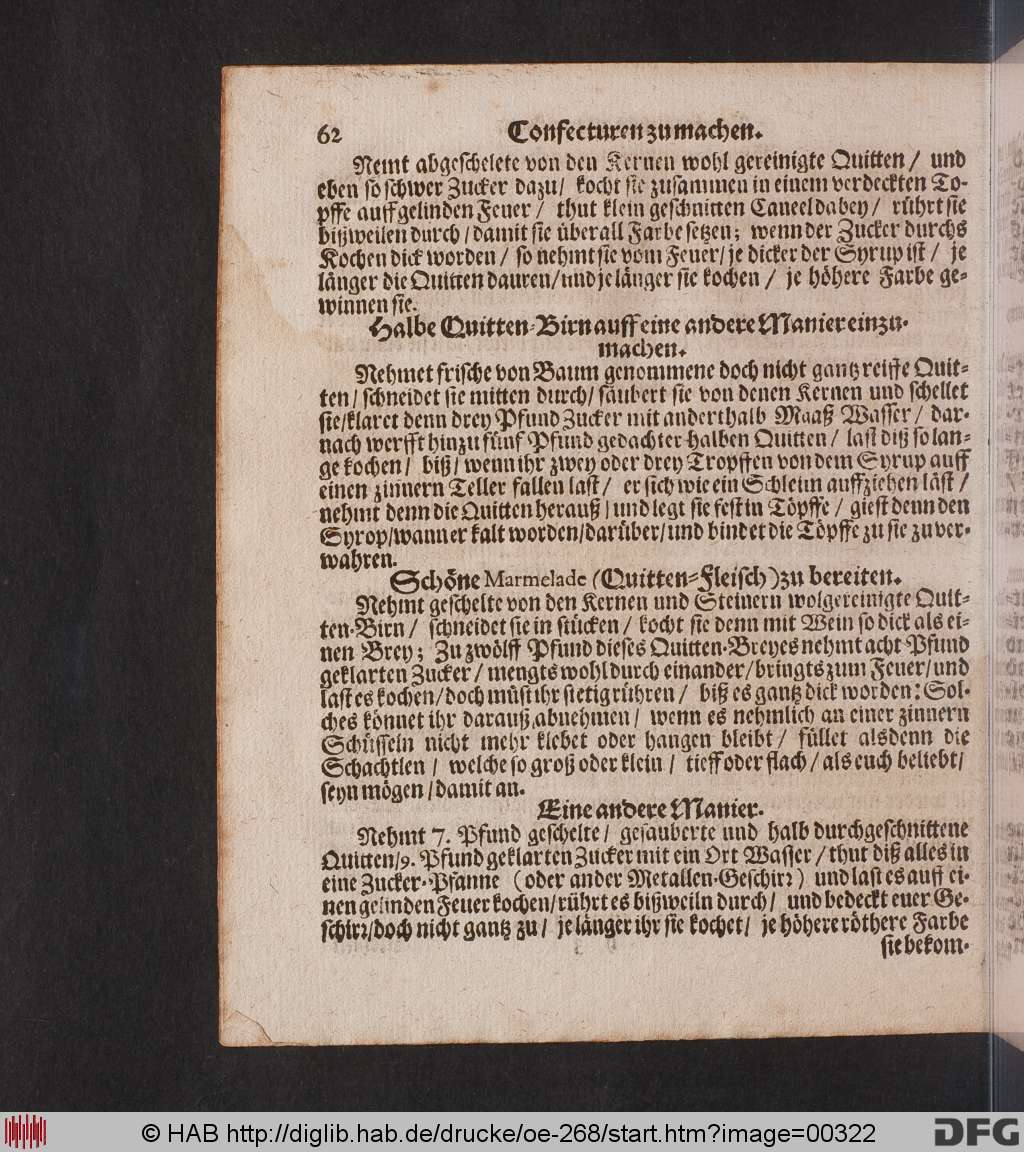 62 Confecturen zu machen.
Nemt abgeschelete von den Kernen wohl gereinigte Quitten / und
eben so schwer Zucker dazu / kocht sie zusammen in einem verdeckten To-
pffe auff gelinden Feuer / thut klein geschnitten Caneel dabey / rührt sie
bißweilen durch / damit sie überall Farbe setzen; wenn der Zucker durchs
Kochen dick worden / so nehmt sie vom Feuer / je dicker der Syrup ist / je
länger die Quitten dauren / und je länger sie kochen / je höhere Farbe ge-
winnen sie.
Halbe Quitten-Birn auff eine andere Manier einzu-
machen.
Nehmet frische von Baum genommene doch nicht gantz reiffe Quit-
ten / schneidet sie mitten durch / säubert sie von denen Kernen und schellet
sie / klaret denn drey Pfund Zucker mit anderthalb Maaß Wasser / dar-
nach werfft hinzu fünf Pfund gedachter halben Quitten / last diß so lan-
ge kochen / biß / wenn ihr zwey oder drey Tropffen von dem Syrup auff
einen zinnern Teller fallen last / er sich wie ein Schleim auffziehen läst /
nehmt denn die Quitten herauß / und legt sie fest in Töpffe / giest denn den
Syrop / wann er kalt worden / darüber / und bindet die Töpffe zu sie zu ver-
wahren.
Schöne Marmelade (Quitten-Fleisch) zu bereiten.
Nehmt geschelte von den Kernen und Steinern wolgereinigte Quit-
ten-Birn / schneidet sie in stücken / kocht sie denn mit Wein so dick als ei-
nen Brey; Zu zwölff Pfund dieses Quitten-Breyes nehmt acht Pfund
geklarten Zucker / mengts wohl durch einander / bringts zum Feuer / und
last es kochen / doch müst ihr stetig rühren / biß es gantz dick worden: Sol-
ches könnet ihr darauß abnehmen / wenn es nehmlich an einer zinnern
Schüsseln nicht mehr klebet oder hangen bleibt / füllet alsdenn die
Schachtlen / welche so groß oder klein / tieff oder flach / als euch beliebt /
seyn mögen / damit an.
Eine andere Manier.
Nehmt 7. Pfund geschelte / gesauberte und halb durchgeschnittene
Quitten / 9. Pfund geklarten Zucker mit ein Ort Wasser / thut diß alles in
eine Zucker-Pfanne (oder ander Metallen-Geschirr) und last es auff ei-
nen gelinden Feuer kochen / rührt es bißweiln durch / und bedeckt euer Ge-
schirr / doch nicht gantz zu / je länger ihr sie kochet / je höhere röthere Farbe
sie bekom-
© HAB http://diglib.hab.de/drucke/oe-268/start.htm?image=00322
DFG